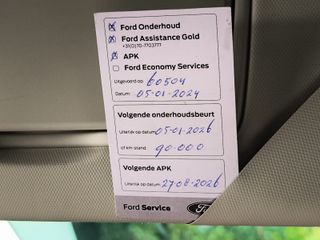 Ford Onderhoud
Ford Assistance Gold
+31(0)70-7703777
APK
Ford Economy Services
Uitgevoerd op: 60504
Datum: 05-01-2024
Volgende onderhoudsbeurt
Uiterlijk op datum: 05-01-2026
of km-stand: 90.000
Volgende APK
Uiterlijk op datum: 27-08-2026
Ford Service
Ford